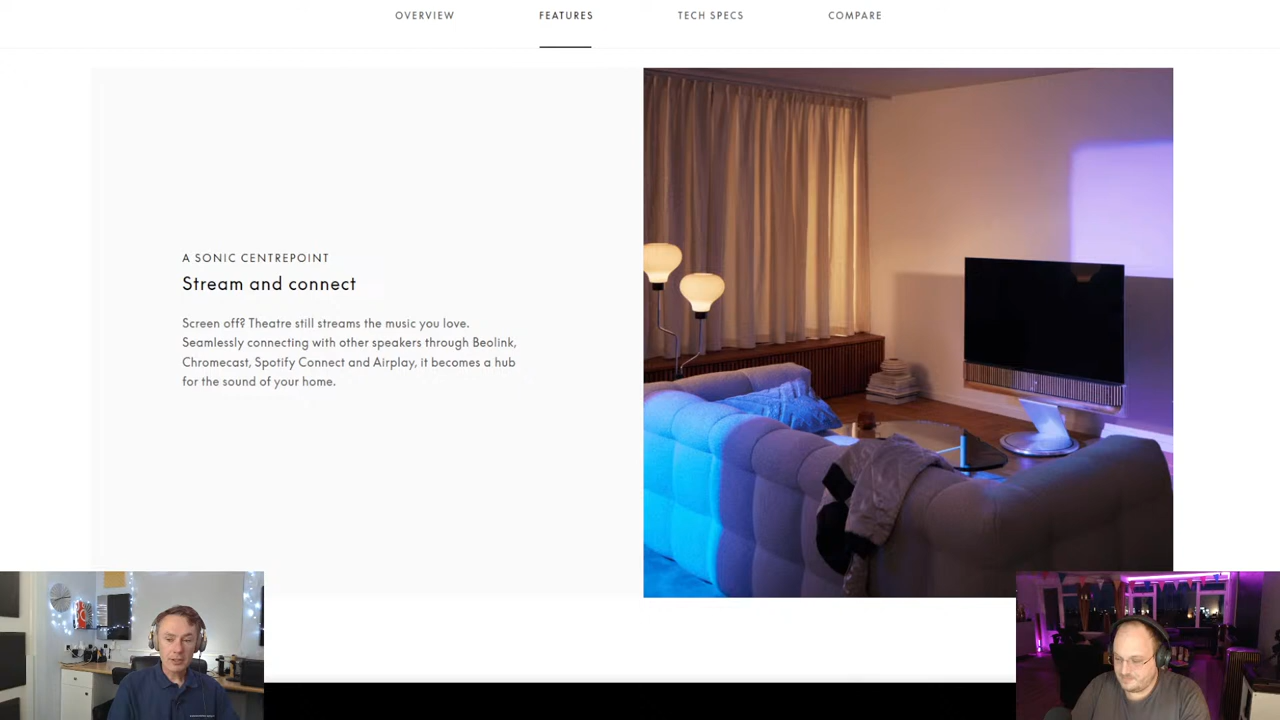 OVERVIEW
FEATURES
TECH SPECS
COMPARE
A SONIC CENTREPOINT
Stream and connect
Screen off? Theatre still streams the music you love.
Seamlessly connecting with other speakers through Beolink,
Chromecast, Spotify Connect and Airplay, it becomes a hub
for the sound of your home.